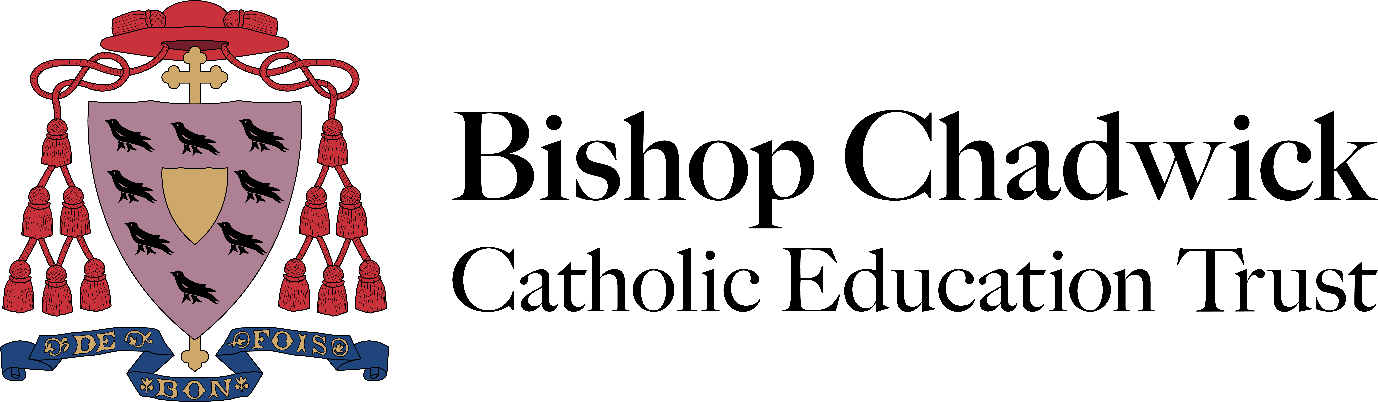 Bishop Chadwick
Catholic Education Trust
DE BON FOIS